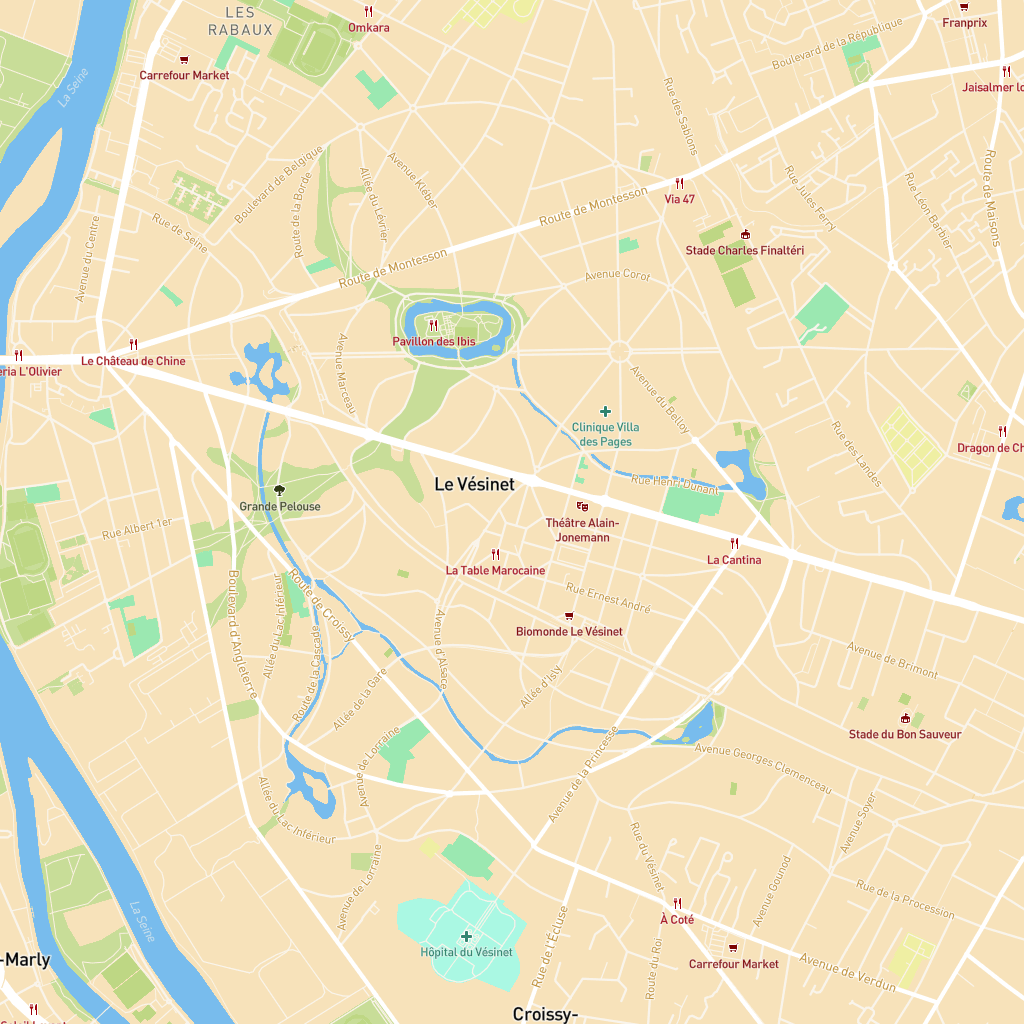 LES
RABAUX
Omkara
Franprix
Boulevard de la République
Carrefour Market
La Seine
Jaisalmer
Rue des Sablons
Boulevard de Belgique
Allée du Lévrier
Avenue Kléber
Rue Jules Ferry
Rue Léon Barbier
Route de Maisons
Via 47
Route de la Borde
Route de Montesson
Rue de Seine
Avenue du Centre
Stade Charles Finaltéri
Route de Montesson
Avenue Corot
Pavillon des Ibis
Le Château de Chine
L'Olivier
Avenue Marceau
Avenue du Belloy
Clinique Villa
des Pages
Rue des Landes
Dragon de
Le Vésinet
Rue Henri Dunant
Grande Pelouse
Rue Albert 1er
Théâtre Alain-
Jonemann
La Cantina
La Table Marocaine
Route de Croissy
Boulevard d'Angleterre
Allée du Lac Inférieur
Rue Ernest André
Biomonde Le Vésinet
Avenue d'Alsace
Route de la Cascade
Allée de la Gare
Allée d'Isly
Avenue de Brimont
Stade du Bon Sauveur
Avenue de Lorraine
Avenue Georges Clemenceau
Avenue de la Princesse
Allée du Lac Inférieur
Rue du Vésinet
Avenue Soyer
Avenue Gounod
Rue de la Procession
Avenue de Lorraine
La Seine
À Coté
Hôpital du Vésinet
Rue de l'Écluse
Route du Roi
Carrefour Market
Avenue de Verdun
-Marly
Croissy-